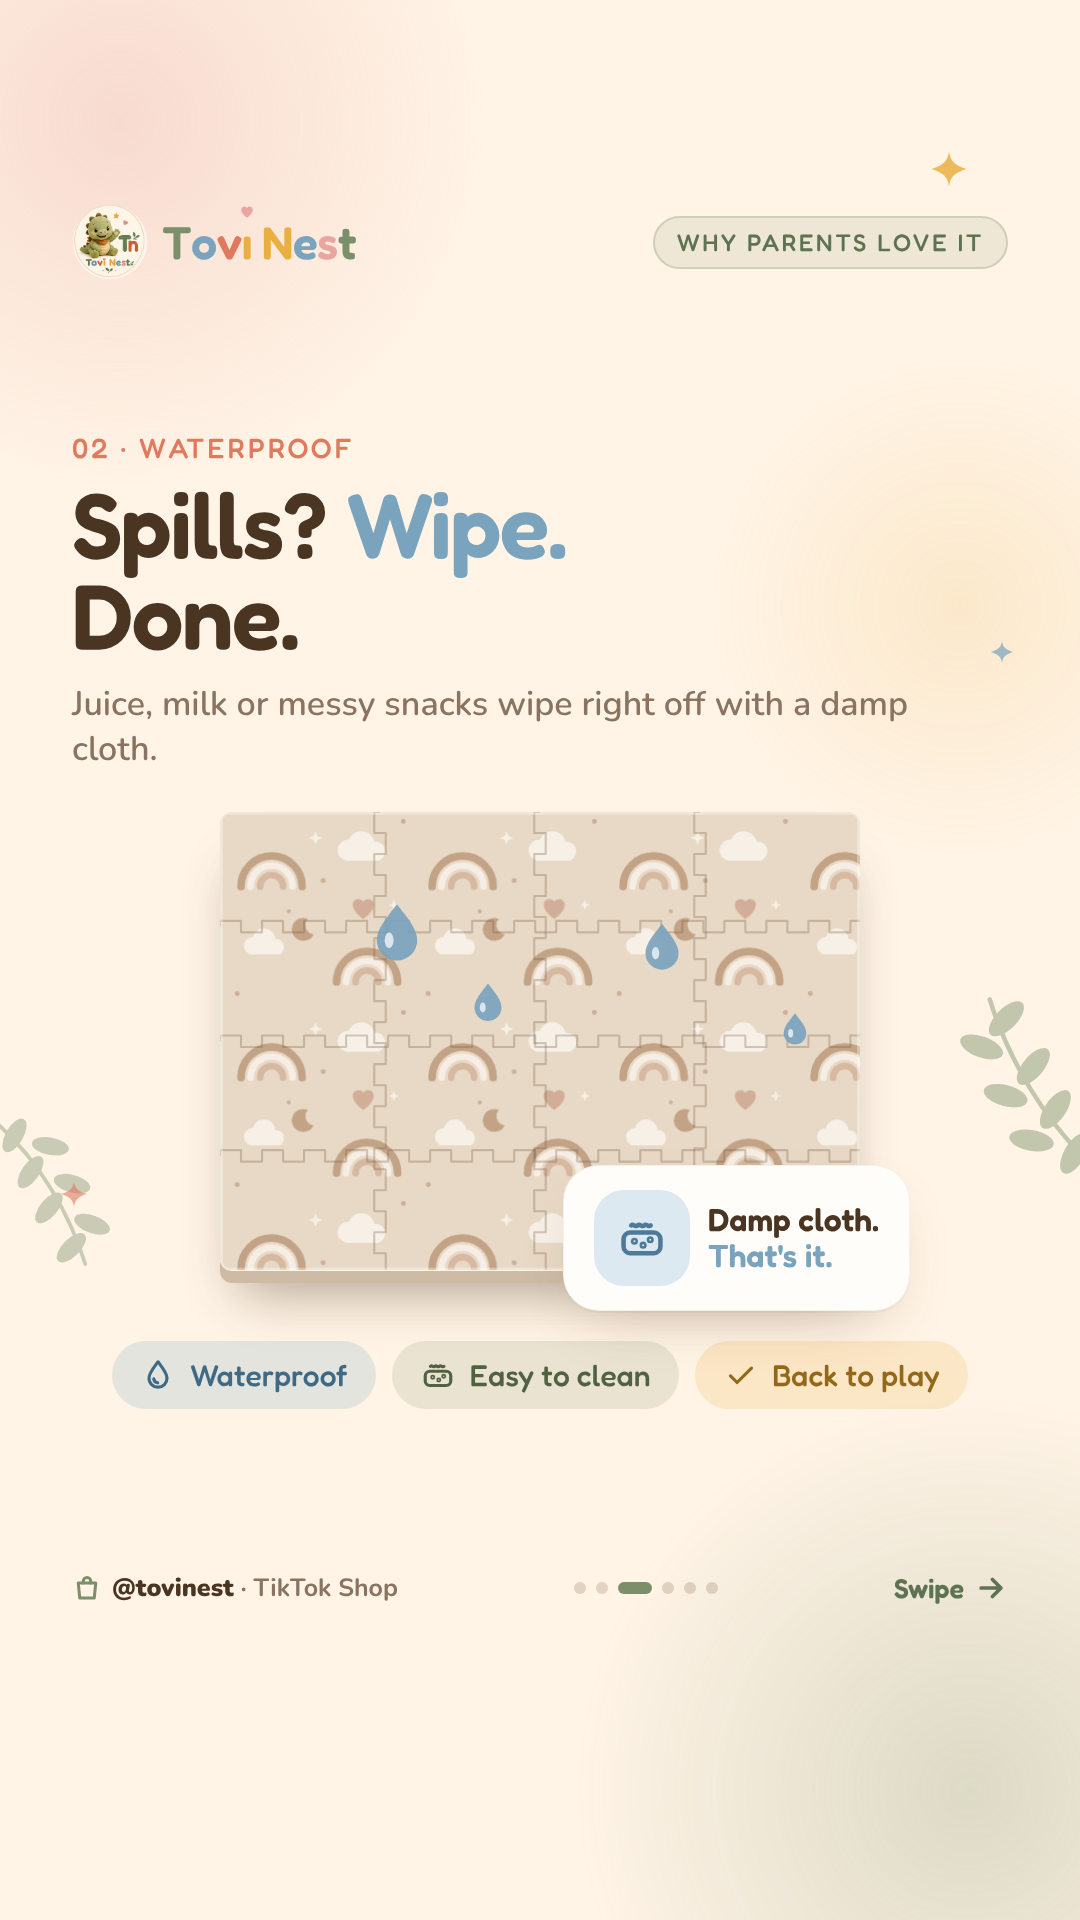 Tn
Tovi Nest
Tovi Nest
WHY PARENTS LOVE IT
02 · WATERPROOF
Spills? Wipe.
Done.
Juice, milk or messy snacks wipe right off with a damp
cloth.
Damp cloth.
That's it.
Waterproof
Easy to clean
Back to play
@tovinest · TikTok Shop
Swipe